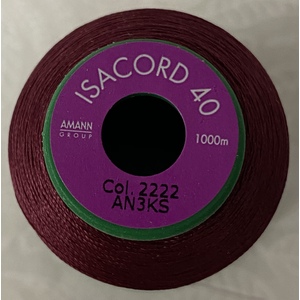 ISACORD 40
AMANN
GROUP
1000m
Col. 2222
AN3KS